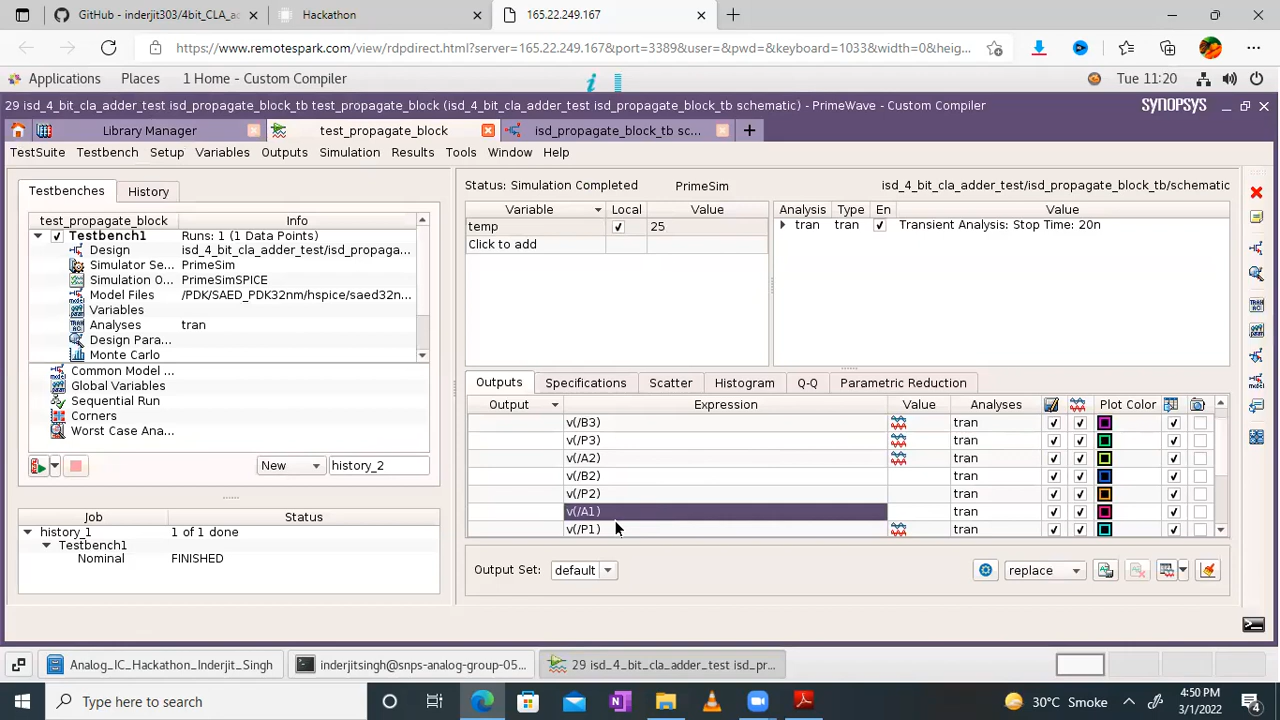 GitHub - inderjit303/4bit_CLA_ac
Hackathon
165.22.249.167
https://www.remotespark.com/view/rdpdirect.html?server=165.22.249.167&port=3389&user=&pwd=&keyboard=1033&width=0&heig...
Applications Places 1 Home - Custom Compiler Tue 11:20
29 isd_4_bit_cla_adder_test isd_propagate_block_tb test_propagate_block (isd_4_bit_cla_adder_test isd_propagate_block_tb schematic) - PrimeWave - Custom Compiler SYNOPSYS
Library Manager test_propagate_block isd_propagate_block_tb sc...
TestSuite Testbench Setup Variables Outputs Simulation Results Tools Window Help
Testbenches History
test_propagate_block Info
Testbench1 Runs: 1 (1 Data Points)
Design isd_4_bit_cla_adder_test/isd_propaga...
Simulator Se... PrimeSim
Simulation O... PrimeSimSPICE
Model Files /PDK/SAED_PDK32nm/hspice/saed32n...
Variables
Analyses tran
Design Para...
Monte Carlo
Common Model ...
Global Variables
Sequential Run
Corners
Worst Case Ana...
New history_2
Job Status
history_1 1 of 1 done
Testbench1
Nominal FINISHED
Status: Simulation Completed PrimeSim isd_4_bit_cla_adder_test/isd_propagate_block_tb/schematic
Variable Local Value
temp 25
Click to add
Analysis Type En Value
tran tran Transient Analysis: Stop Time: 20n
Outputs Specifications Scatter Histogram Q-Q Parametric Reduction
Output Expression Value Analyses Plot Color
v(/B3) tran
v(/P3) tran
v(/A2) tran
v(/B2) tran
v(/P2) tran
v(/A1) tran
v(/P1) tran
Output Set: default replace
Analog_IC_Hackathon_Inderjit_Singh inderjitsingh@snps-analog-group-05... 29 isd_4_bit_cla_adder_test isd_pr...
Type here to search 30°C Smoke 4:50 PM
3/1/2022 4